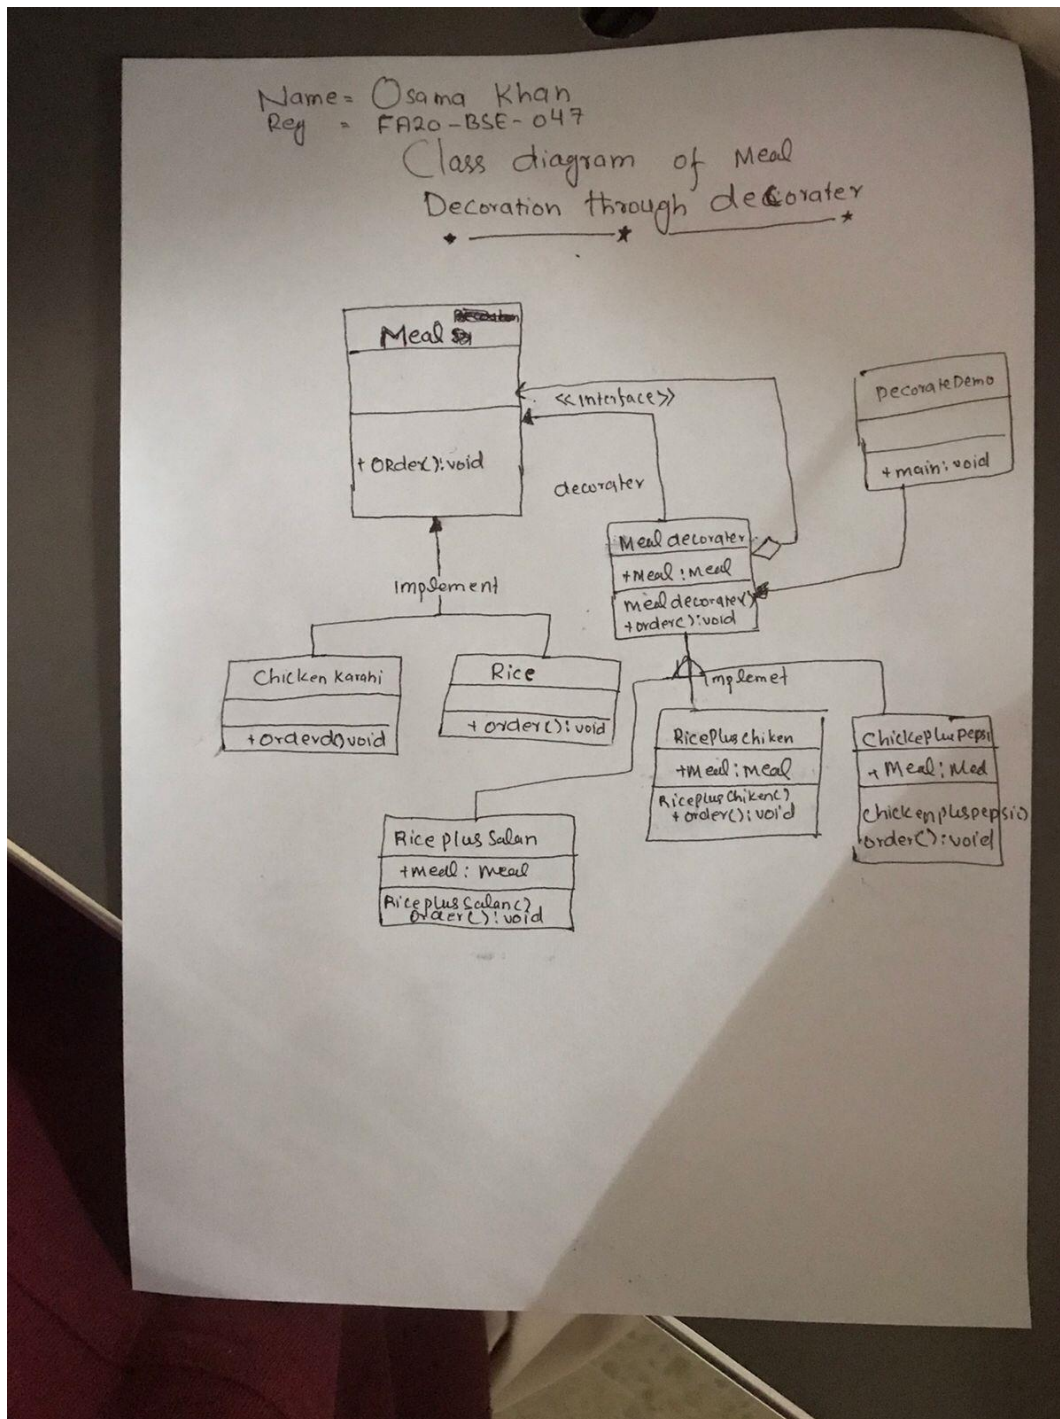 Name= Osama Khan
Reg = FA20-BSE-047
Class diagram of Meal
Decoration through decorater
Meal
+ ORder(): void
<<Interface>>
decorater
DecorateDemo
+ main: void
Meal decorater
+Meal: Meal
mealdecorater()
+order(): void
Implement
Chicken Karahi
+orderd()void
Rice
+ order(): void
Implemet
RicePlus chiken
+Meal: Meal
Riceplus Chiken()
+ order(): void
ChickeplusPepsi
+ Meal: Med
chickenpluspepsi()
order(): void
Rice plus Salan
+meal: meal
Rice plus Salan()
order(): void